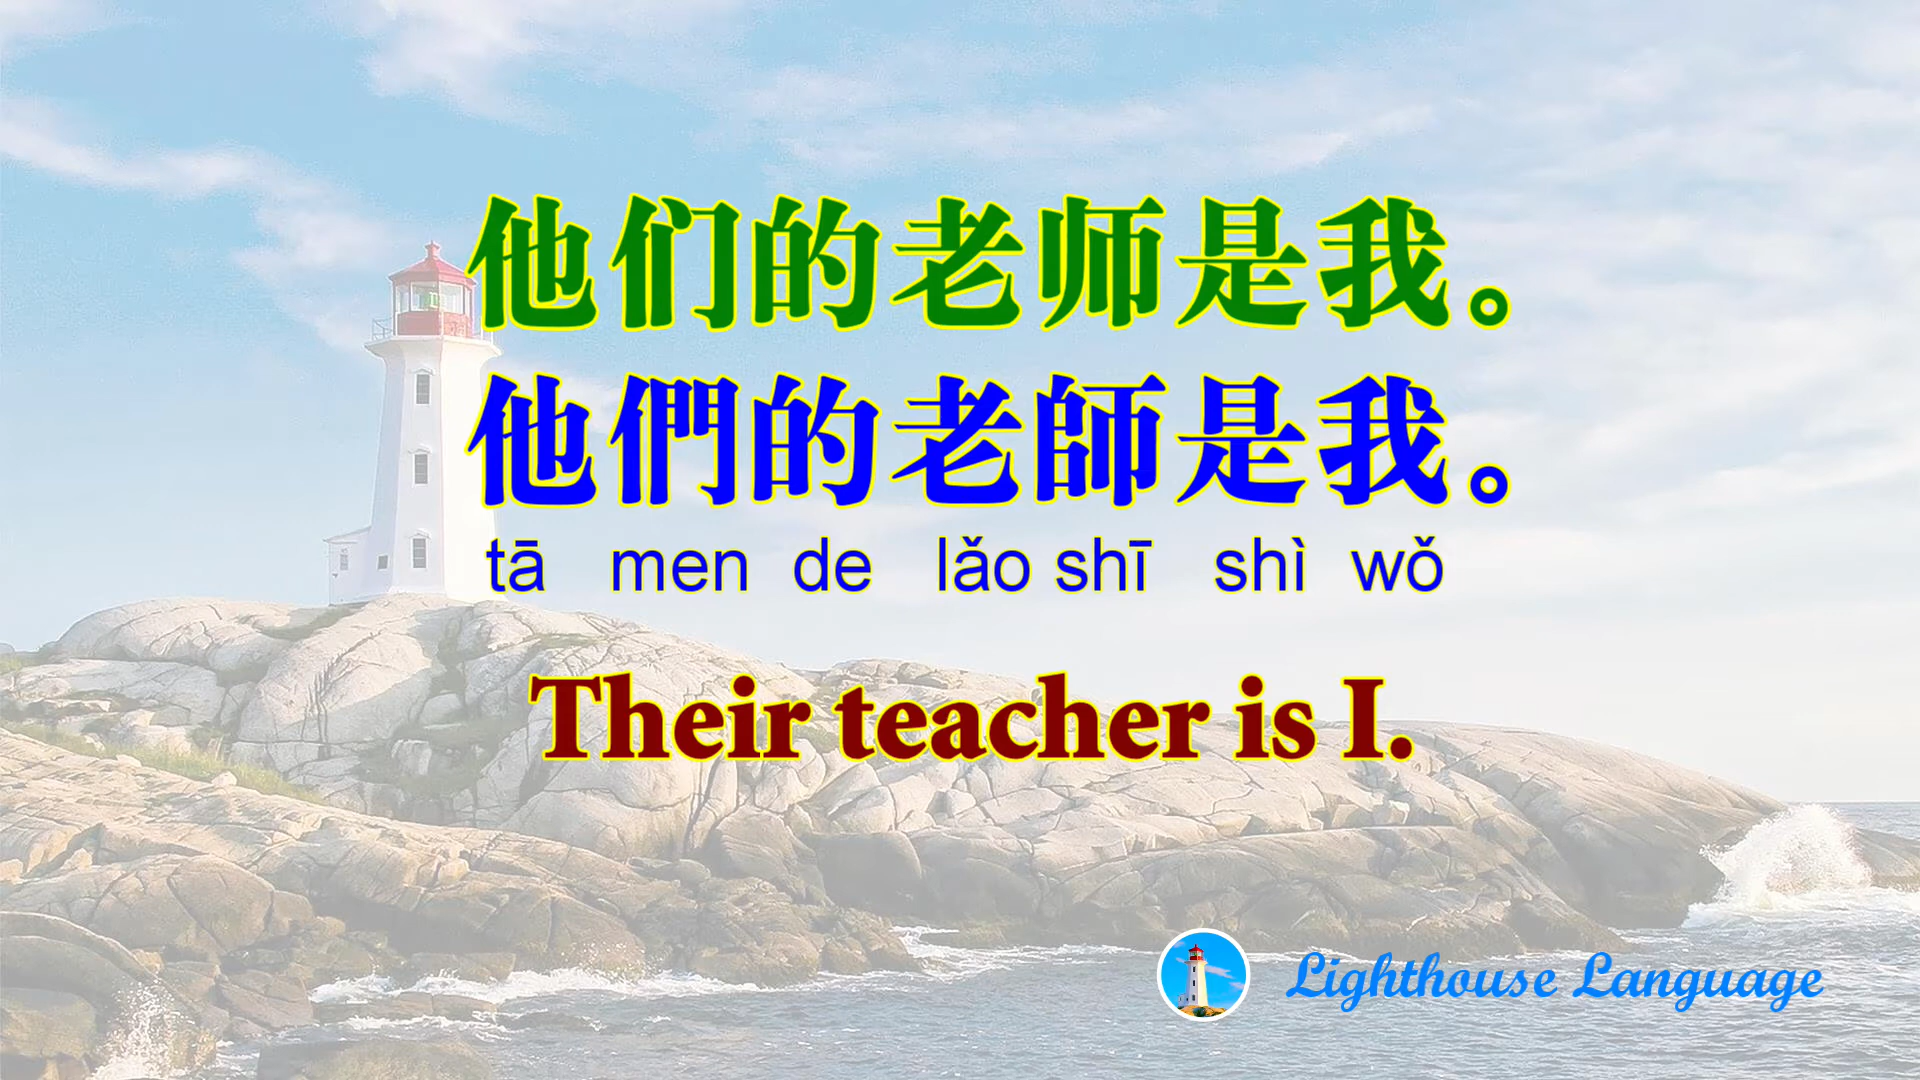 他们的老师是我。
他們的老師是我。
tā men de lǎo shī shì wǒ
Their teacher is I.
Lighthouse Language